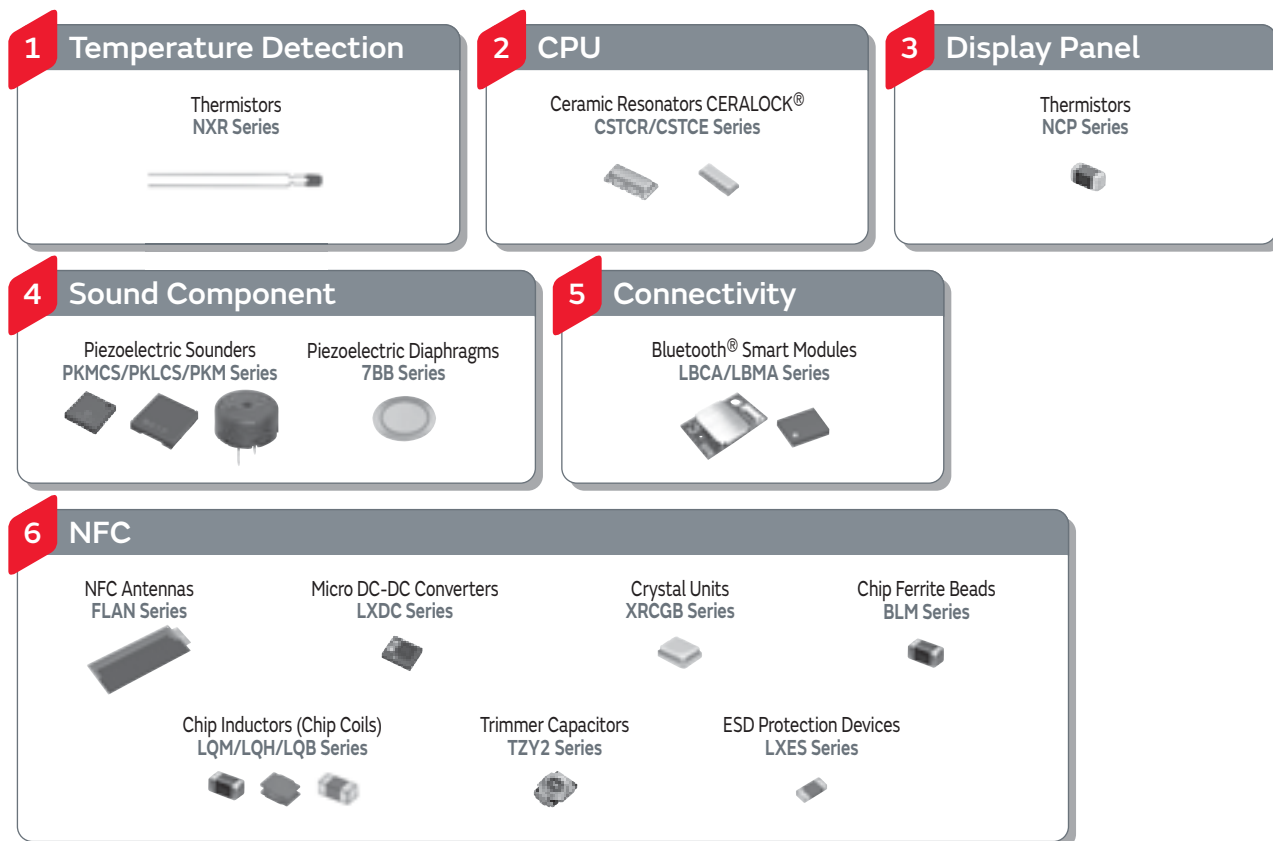 1 Temperature Detection
Thermistors
NXR Series
2 CPU
Ceramic Resonators CERALOCK®
CSTCR/CSTCE Series
3 Display Panel
Thermistors
NCP Series
4 Sound Component
Piezoelectric Sounders
PKMCS/PKLCS/PKM Series
Piezoelectric Diaphragms
7BB Series
5 Connectivity
Bluetooth® Smart Modules
LBCA/LBMA Series
6 NFC
NFC Antennas
FLAN Series
Micro DC-DC Converters
LXDC Series
Crystal Units
XRCGB Series
Chip Ferrite Beads
BLM Series
Chip Inductors (Chip Coils)
LQM/LQH/LQB Series
Trimmer Capacitors
TZY2 Series
ESD Protection Devices
LXES Series